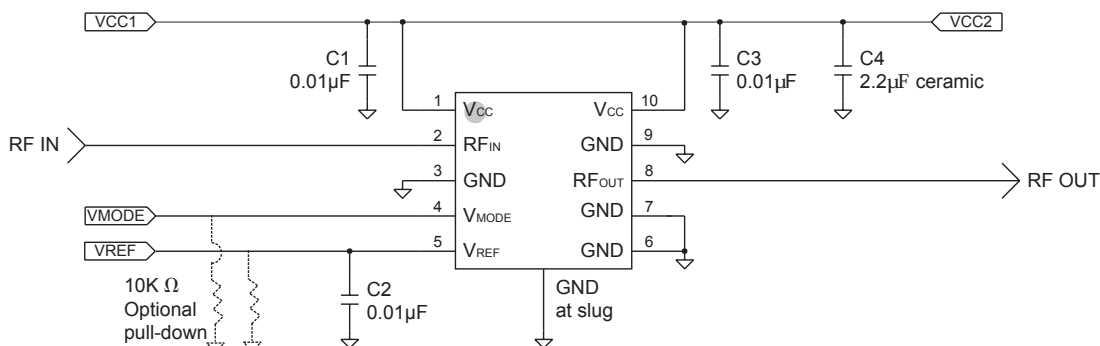 VCC1
VCC2
C1
0.01µF
C3
0.01µF
C4
2.2µF ceramic
1
VCC
VCC
10
RF IN
2
RFIN
GND
9
3
GND
RFOUT
8
RF OUT
VMODE
4
VMODE
GND
7
VREF
5
VREF
GND
6
10K Ω
Optional
pull-down
C2
0.01µF
GND
at slug